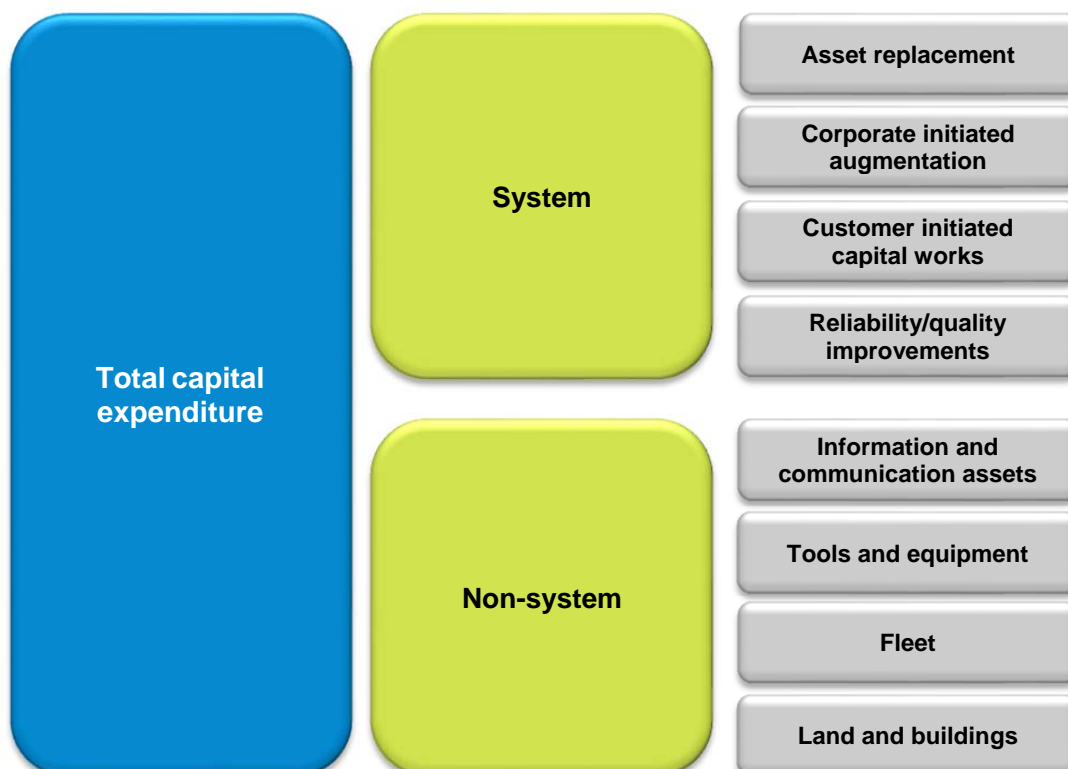 Total capital
expenditure
System
Asset replacement
Corporate initiated
augmentation
Customer initiated
capital works
Reliability/quality
improvements
Non-system
Information and
communication assets
Tools and equipment
Fleet
Land and buildings